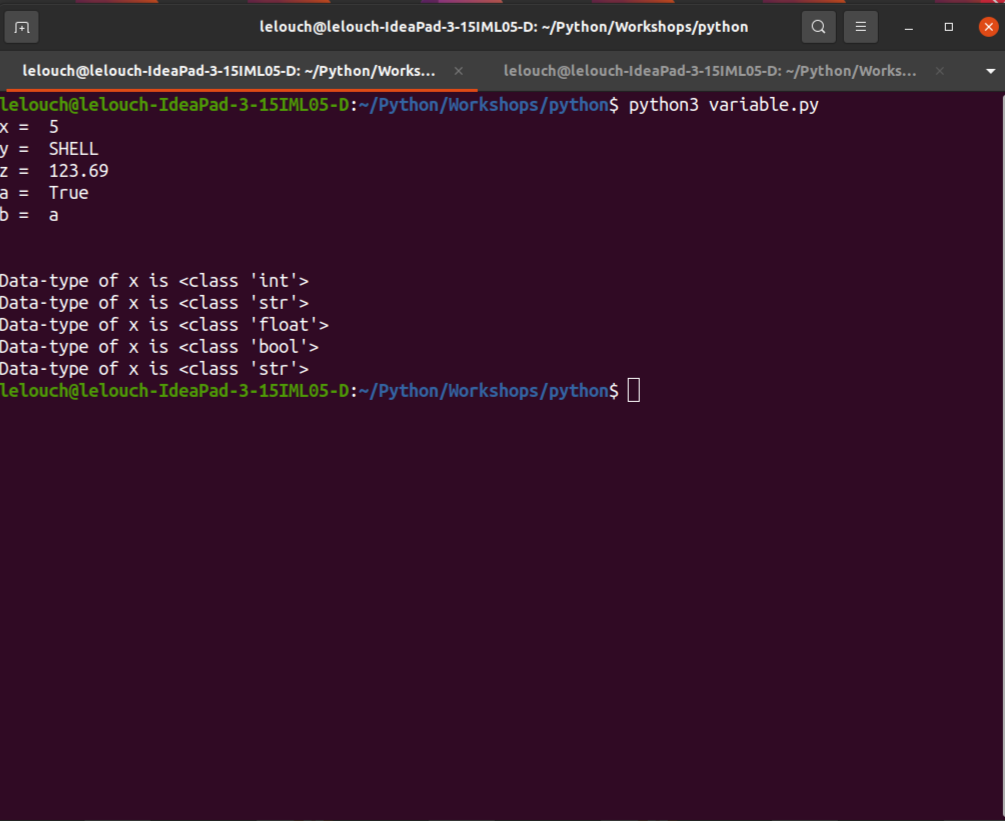 lelouch@lelouch-IdeaPad-3-15IML05-D: ~/Python/Workshops/python
lelouch@lelouch-IdeaPad-3-15IML05-D: ~/Python/Works... × lelouch@lelouch-IdeaPad-3-15IML05-D: ~/Python/Works... ×
lelouch@lelouch-IdeaPad-3-15IML05-D:~/Python/Workshops/python$ python3 variable.py
x =  5
y =  SHELL
z =  123.69
a =  True
b =  a
Data-type of x is <class 'int'>
Data-type of x is <class 'str'>
Data-type of x is <class 'float'>
Data-type of x is <class 'bool'>
Data-type of x is <class 'str'>
lelouch@lelouch-IdeaPad-3-15IML05-D:~/Python/Workshops/python$